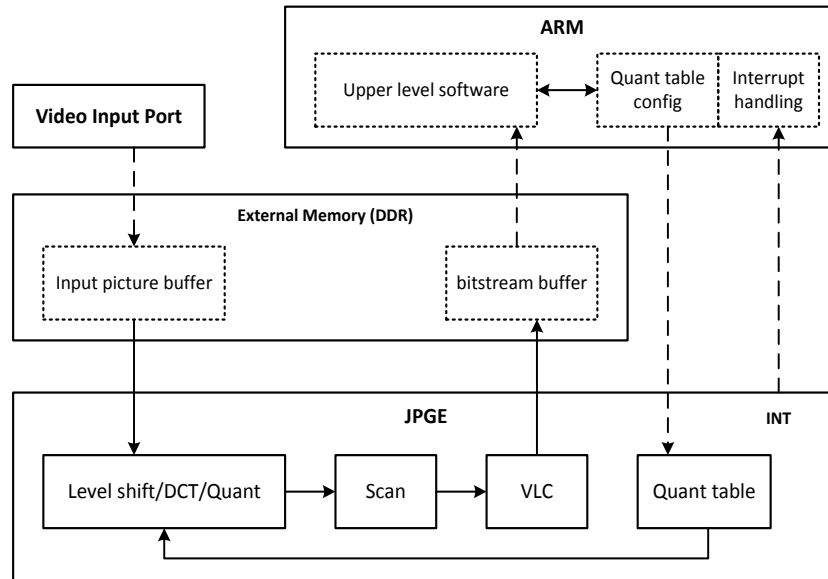 ARM
Upper level software
Quant table
config
Interrupt
handling
Video Input Port
External Memory (DDR)
Input picture buffer
bitstream buffer
JPGE
INT
Level shift/DCT/Quant
Scan
VLC
Quant table